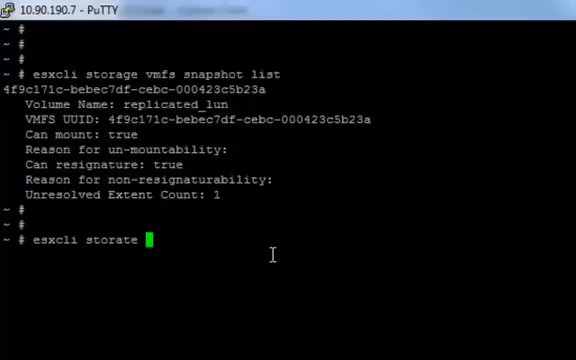 10.90.190.7 - PuTTY
~ #
~ #
~ #
~ # esxcli storage vmfs snapshot list
4f9c171c-bebec7df-cebc-000423c5b23a
Volume Name: replicated_lun
VMFS UUID: 4f9c171c-bebec7df-cebc-000423c5b23a
Can mount: true
Reason for un-mountability:
Can resignature: true
Reason for non-resignaturability:
Unresolved Extent Count: 1
~ #
~ #
~ # esxcli storate